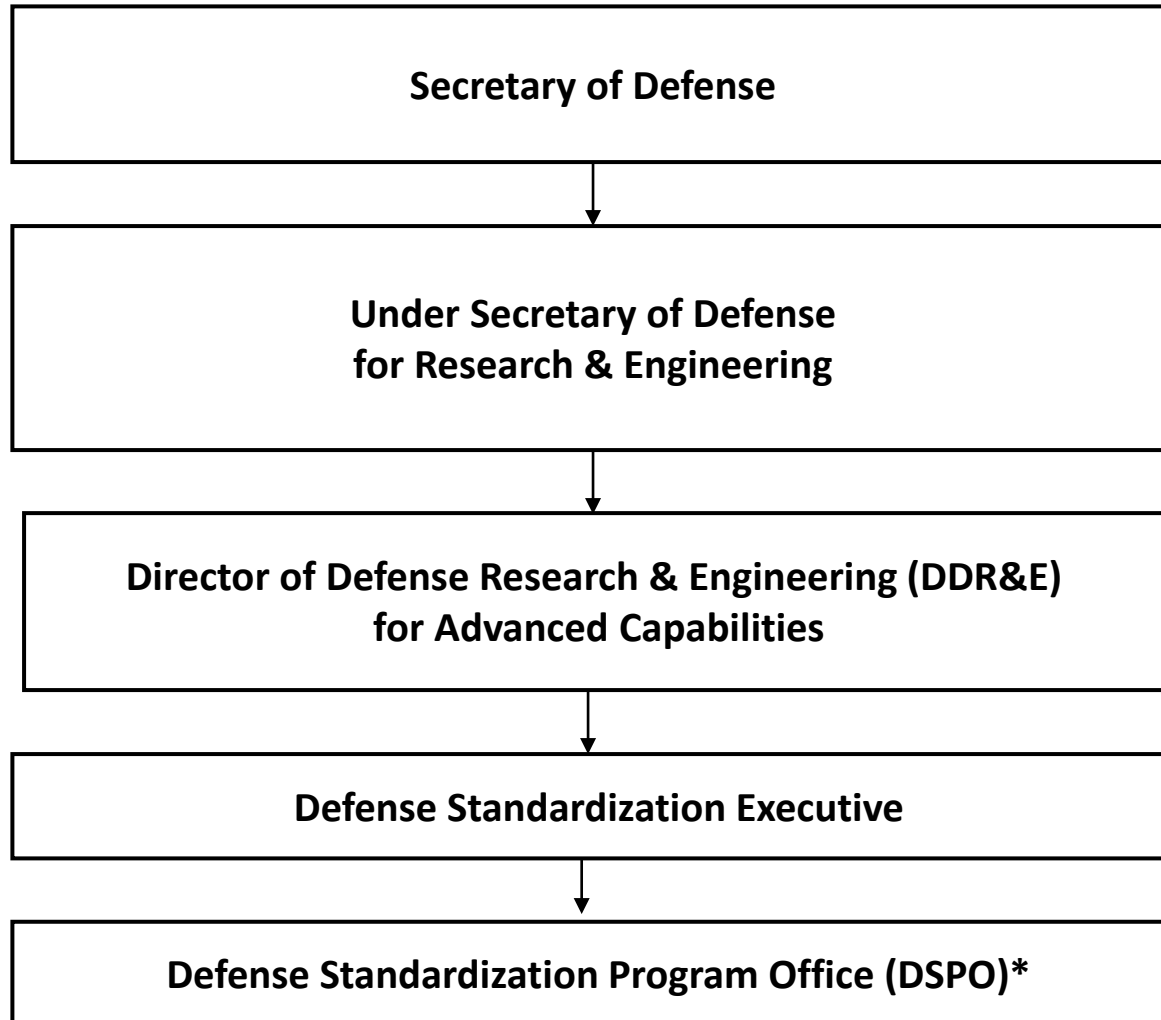 Secretary of Defense
Under Secretary of Defense
for Research & Engineering
Director of Defense Research & Engineering (DDR&E)
for Advanced Capabilities
Defense Standardization Executive
Defense Standardization Program Office (DSPO)*